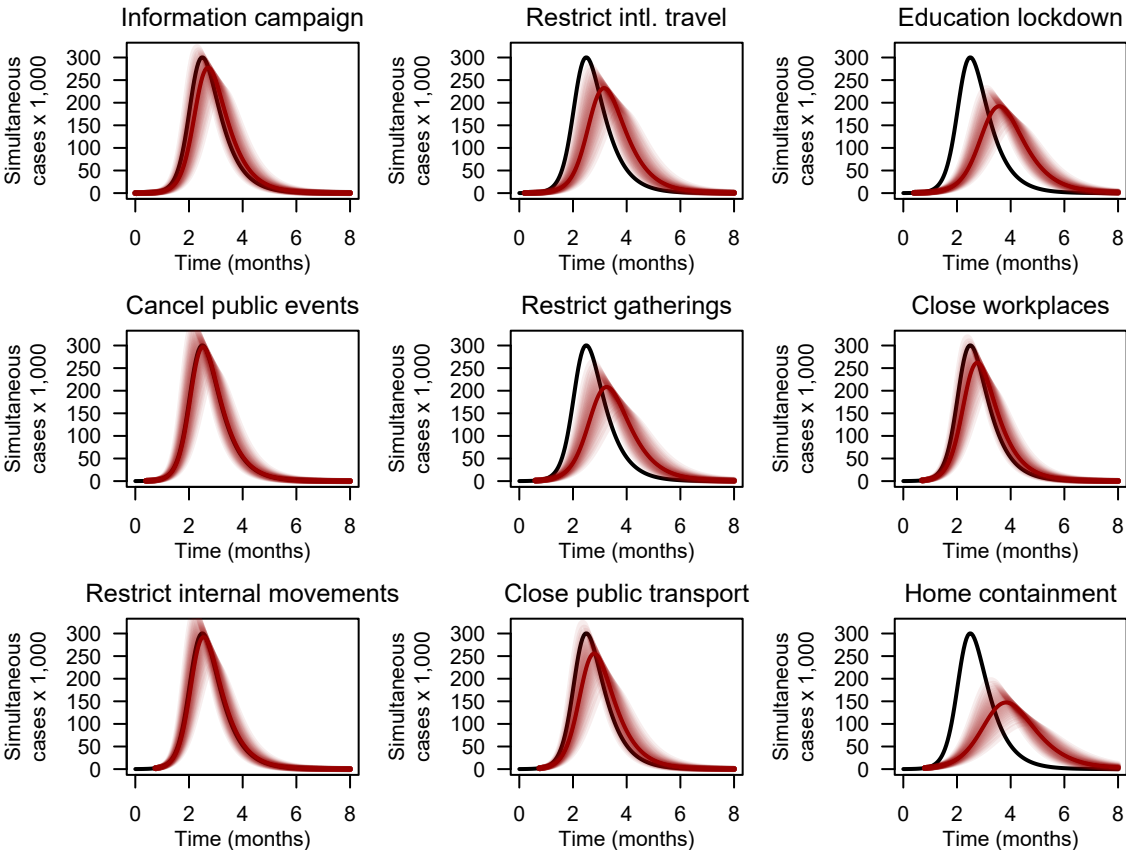 Information campaign
Simultaneous
cases x 1,000
300
250
200
150
100
50
0
0 2 4 6 8
Time (months)
Restrict intl. travel
Simultaneous
cases x 1,000
300
250
200
150
100
50
0
0 2 4 6 8
Time (months)
Education lockdown
Simultaneous
cases x 1,000
300
250
200
150
100
50
0
0 2 4 6 8
Time (months)
Cancel public events
Simultaneous
cases x 1,000
300
250
200
150
100
50
0
0 2 4 6 8
Time (months)
Restrict gatherings
Simultaneous
cases x 1,000
300
250
200
150
100
50
0
0 2 4 6 8
Time (months)
Close workplaces
Simultaneous
cases x 1,000
300
250
200
150
100
50
0
0 2 4 6 8
Time (months)
Restrict internal movements
Simultaneous
cases x 1,000
300
250
200
150
100
50
0
0 2 4 6 8
Time (months)
Close public transport
Simultaneous
cases x 1,000
300
250
200
150
100
50
0
0 2 4 6 8
Time (months)
Home containment
Simultaneous
cases x 1,000
300
250
200
150
100
50
0
0 2 4 6 8
Time (months)